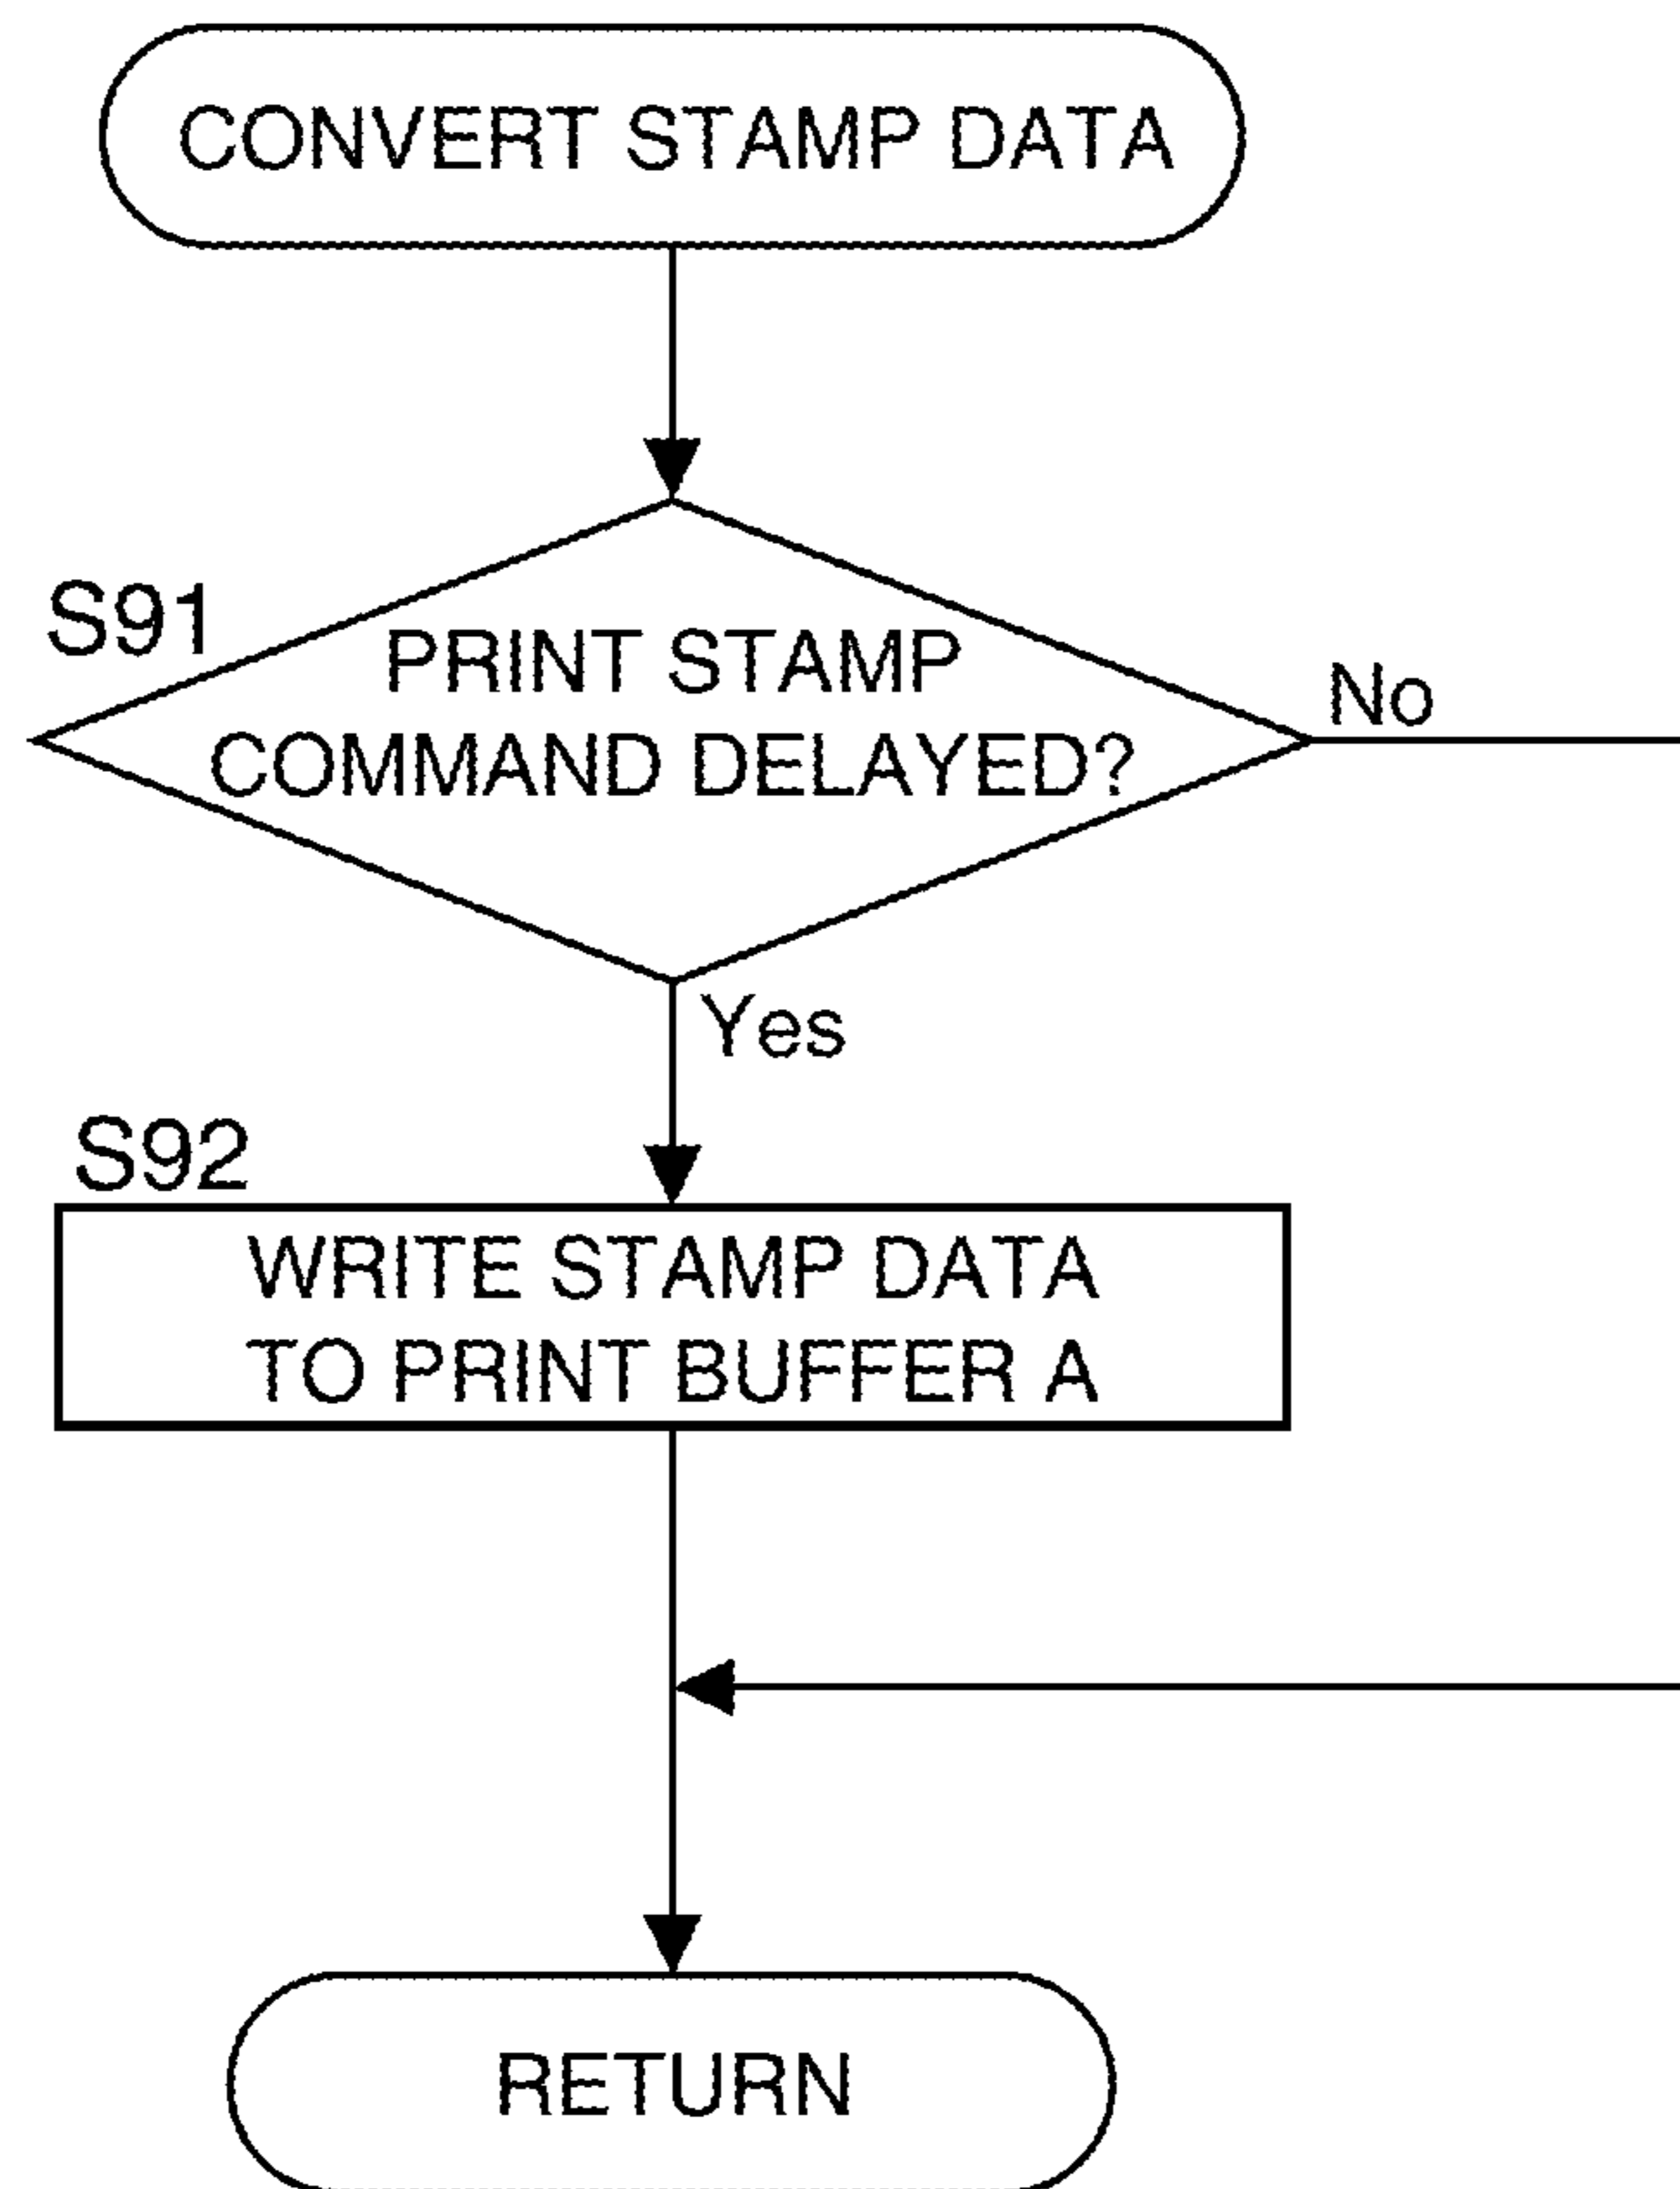 CONVERT STAMP DATA
S91
PRINT STAMP
COMMAND DELAYED?
No
Yes
S92
WRITE STAMP DATA
TO PRINT BUFFER A
RETURN